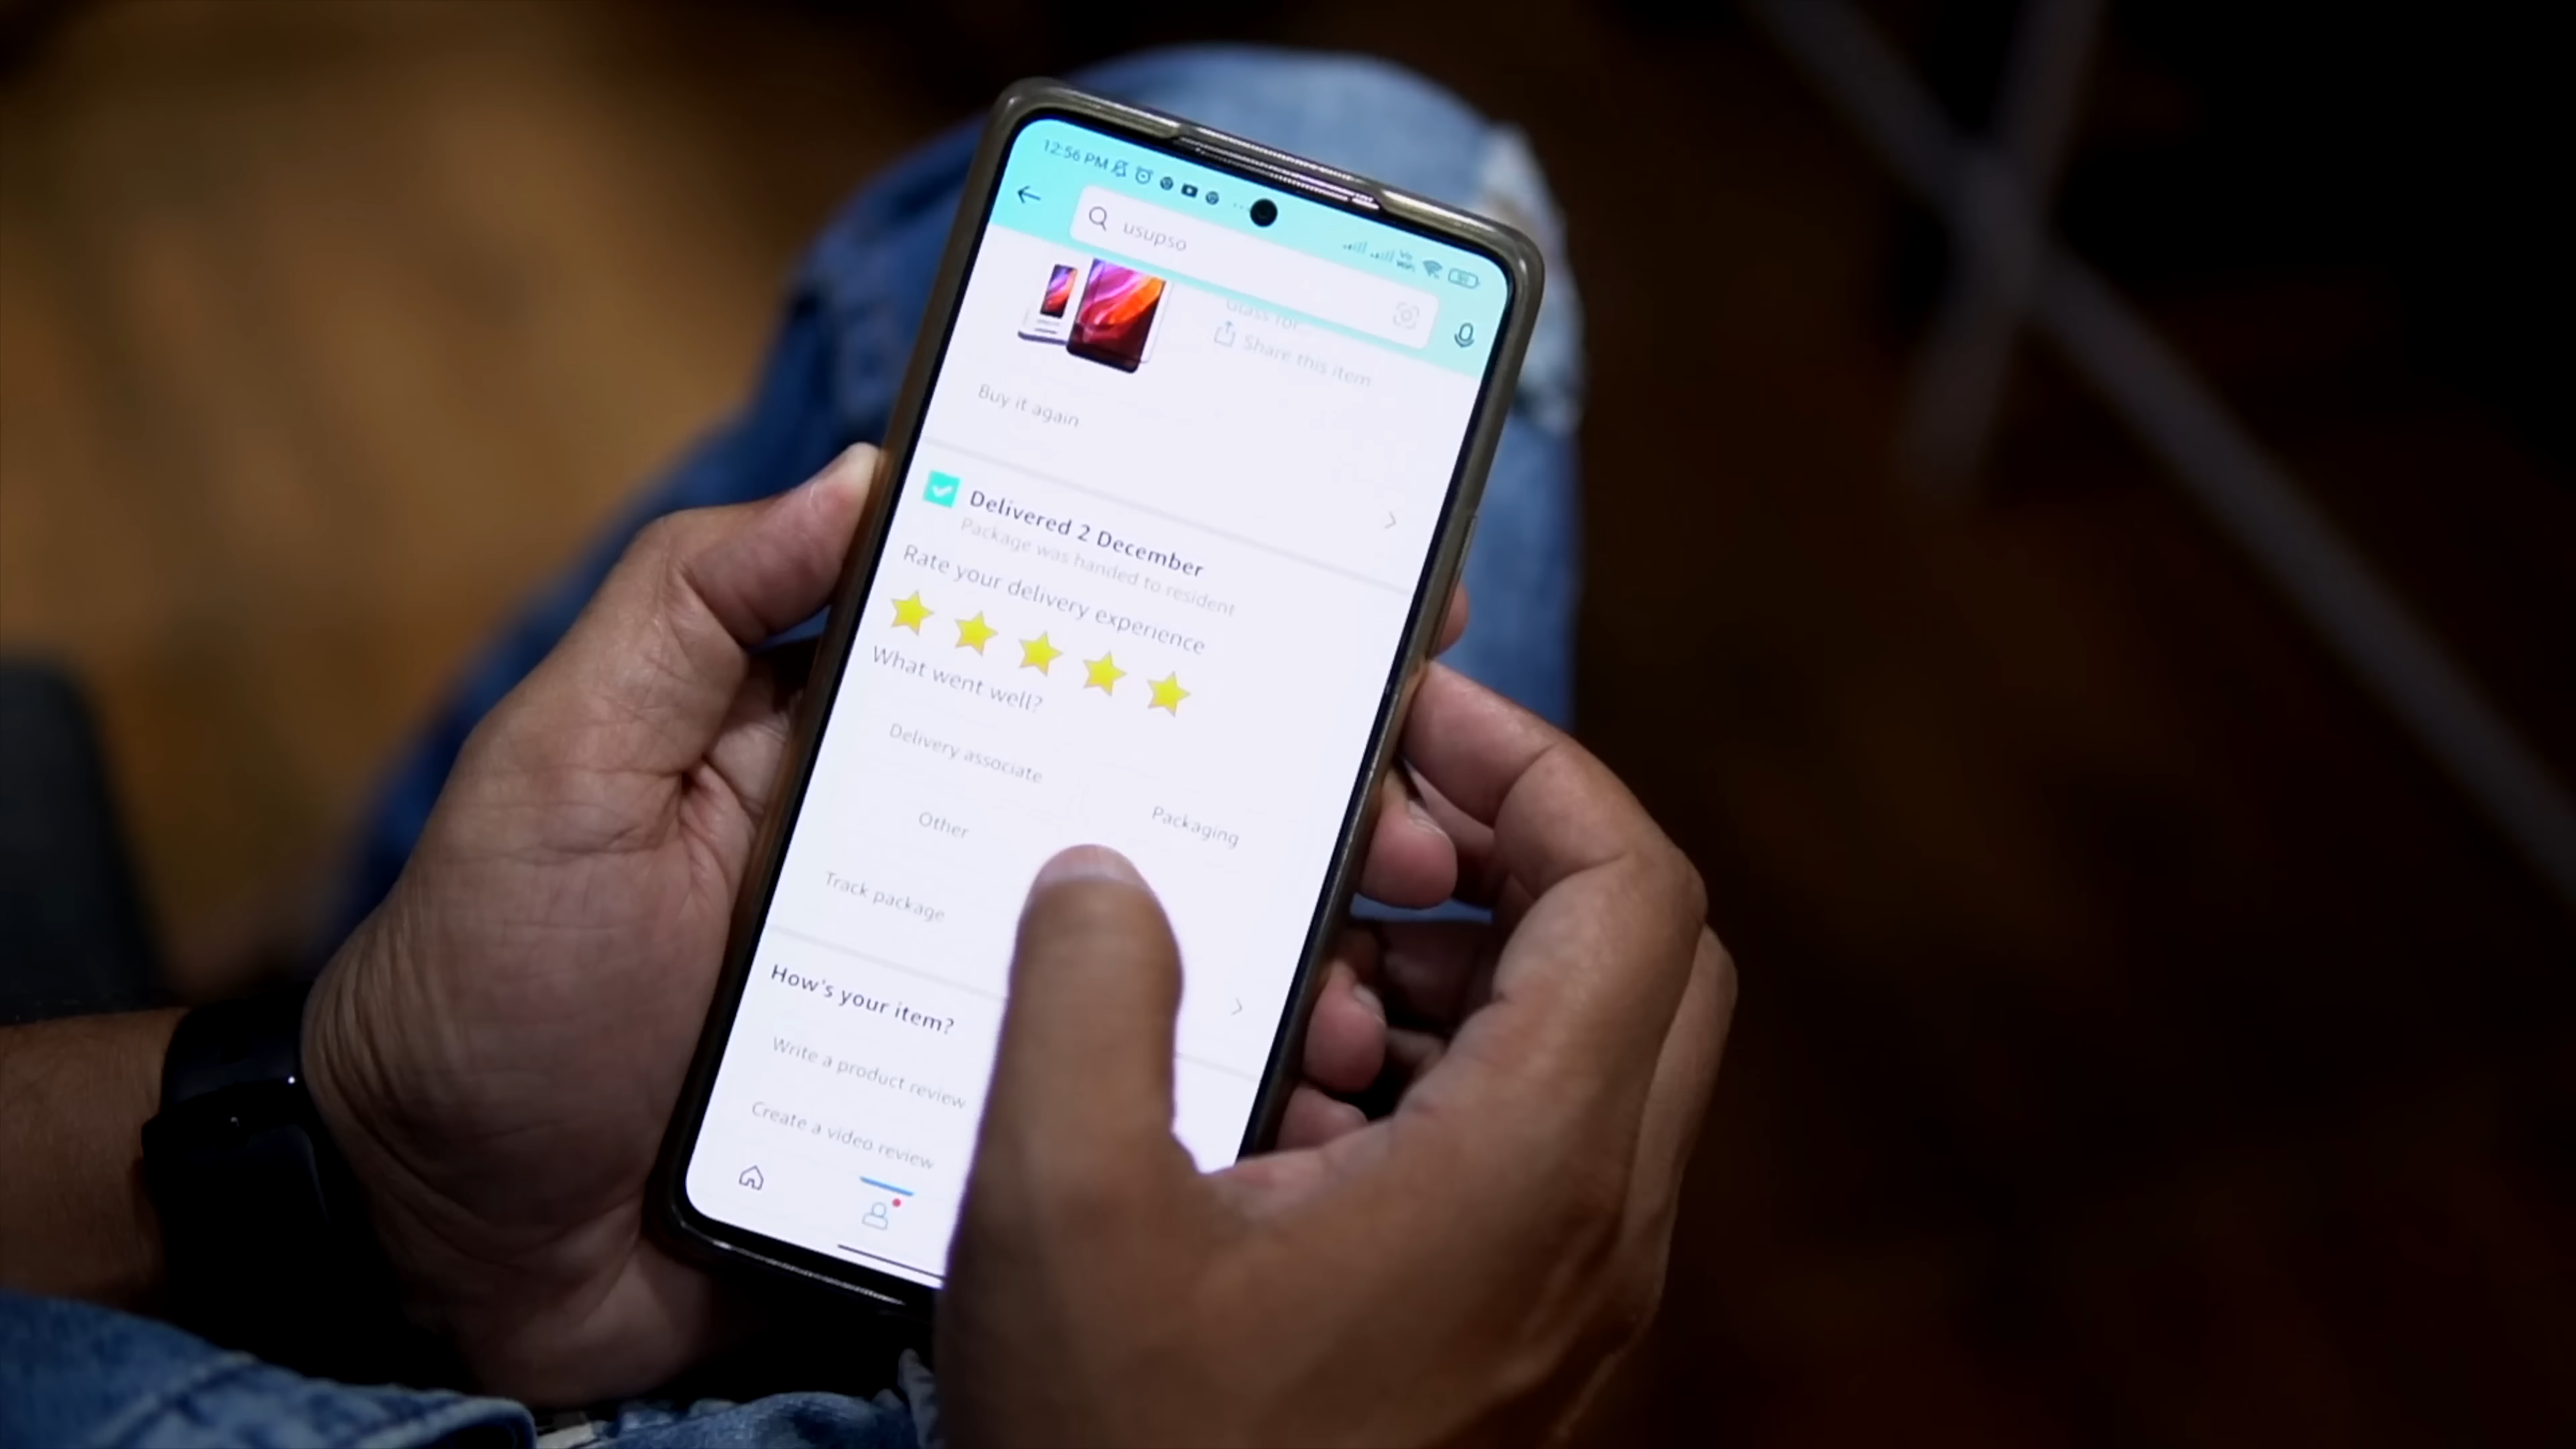 12:56 PM
usupso
Glass for
Share this item
Buy it again
Delivered 2 December
Package was handed to resident
Rate your delivery experience
What went well?
Delivery associate
Packaging
Other
Track package
How's your item?
Write a product review
Create a video review